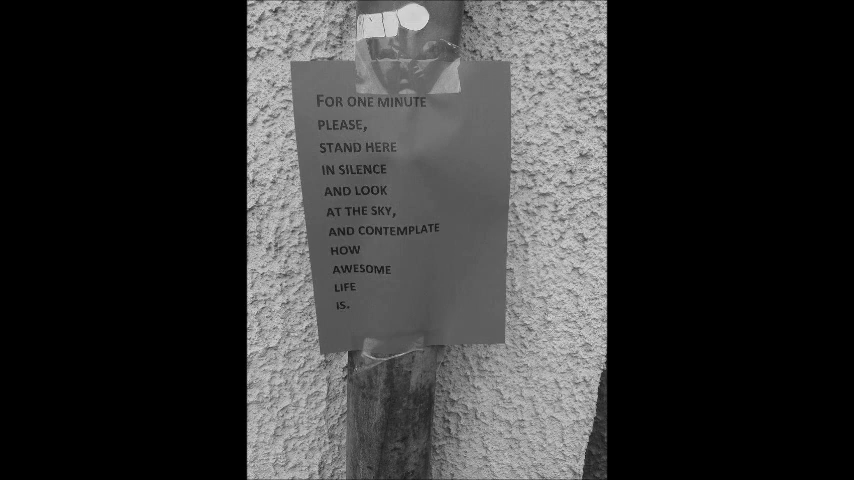 FOR ONE MINUTE
PLEASE,
STAND HERE
IN SILENCE
AND LOOK
AT THE SKY,
AND CONTEMPLATE
HOW
AWESOME
LIFE
IS.